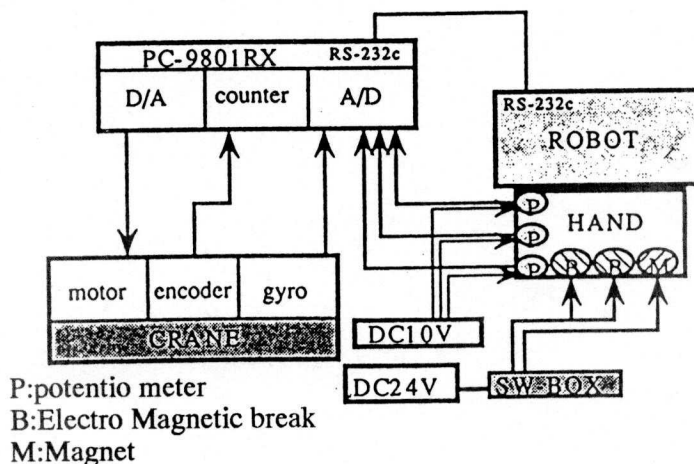 PC-9801RX RS-232c
D/A counter A/D
RS-232c
ROBOT
P HAND
P
P B B M
motor encoder gyro
CRANE
DC10V
DC24V SW-BOX
P:potentio meter
B:Electro Magnetic break
M:Magnet